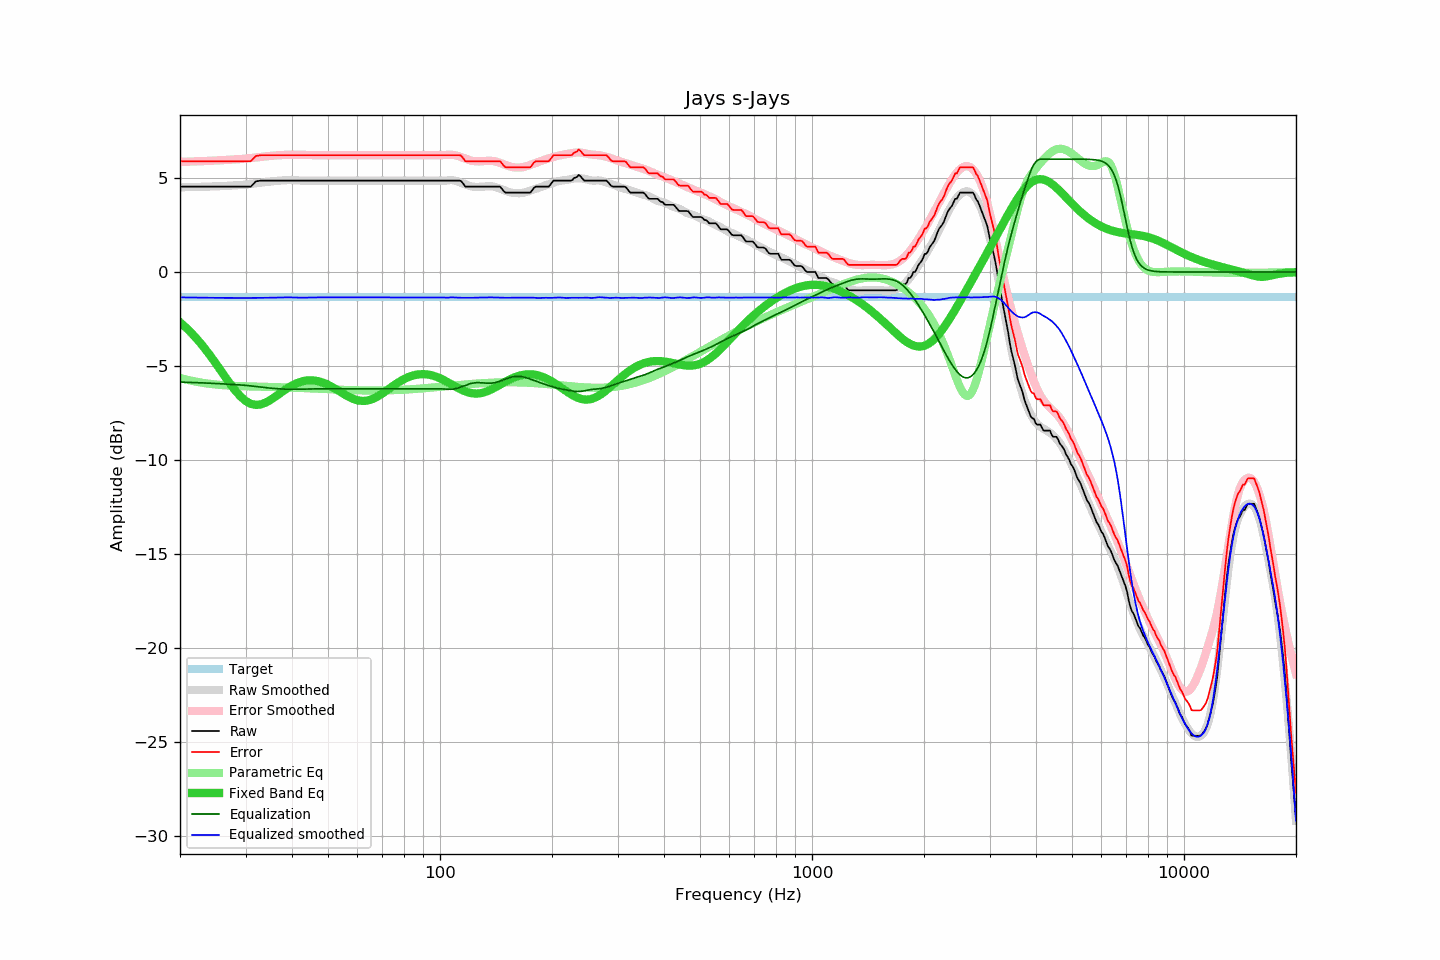 Jays s-Jays
Amplitude (dBr)
5
0
−5
−10
−15
−20
−25
−30
Target
Raw Smoothed
Error Smoothed
Raw
Error
Parametric Eq
Fixed Band Eq
Equalization
Equalized smoothed
100 1000 10000
Frequency (Hz)